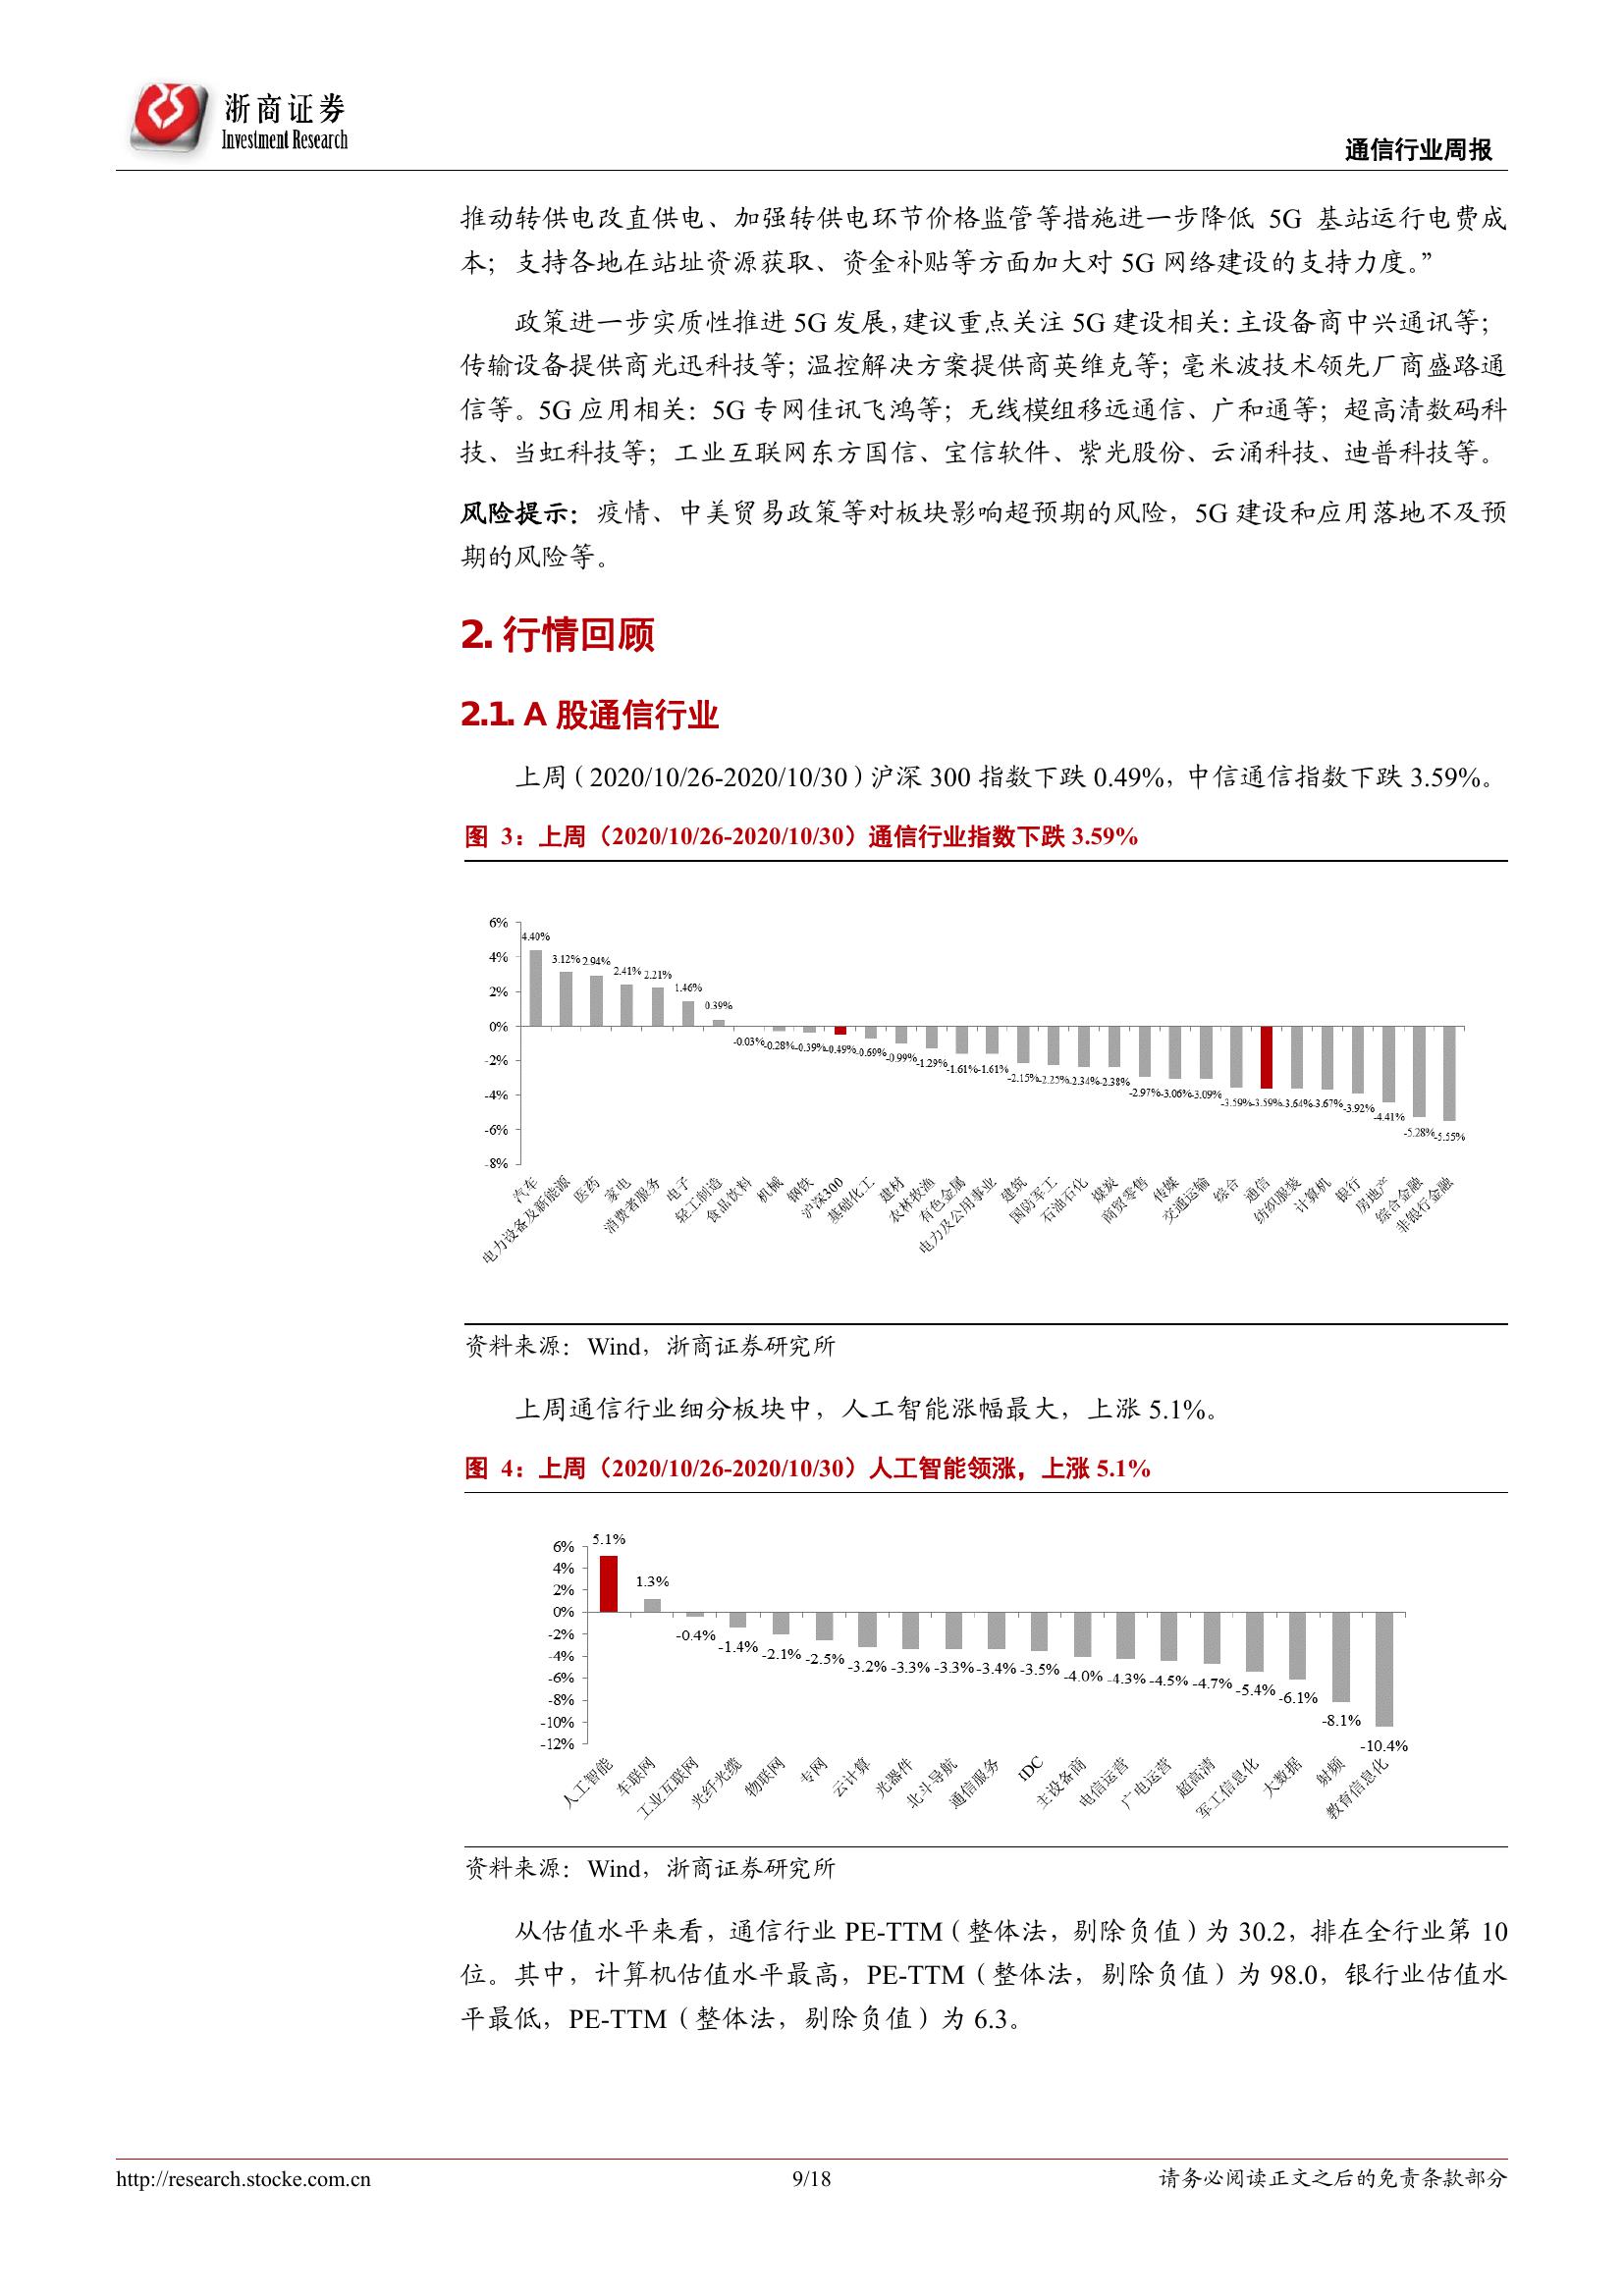 浙商证券
Investment Research
通信行业周报
推动转供电改直供电、加强转供电环节价格监管等措施进一步降低 5G 基站运行电费成
本；支持各地在站址资源获取、资金补贴等方面加大对 5G 网络建设的支持力度。”
政策进一步实质性推进 5G 发展，建议重点关注 5G 建设相关：主设备商中兴通讯等；
传输设备提供商光迅科技等；温控解决方案提供商英维克等；毫米波技术领先厂商盛路通
信等。5G 应用相关：5G 专网佳讯飞鸿等；无线模组移远通信、广和通等；超高清数码科
技、当虹科技等；工业互联网东方国信、宝信软件、紫光股份、云涌科技、迪普科技等。
风险提示：疫情、中美贸易政策等对板块影响超预期的风险，5G 建设和应用落地不及预
期的风险等。
2. 行情回顾
2.1. A 股通信行业
上周（2020/10/26-2020/10/30）沪深 300 指数下跌 0.49%，中信通信指数下跌 3.59%。
图 3：上周（2020/10/26-2020/10/30）通信行业指数下跌 3.59%
6%
4%
2%
0%
-2%
-4%
-6%
-8%
4.40%
3.12%
2.94%
2.41%
2.21%
1.46%
0.39%
-0.03%
-0.28%
-0.39%
-0.49%
-0.69%
-0.99%
-1.29%
-1.61%
-1.61%
-2.15%
-2.25%
-2.34%
-2.38%
-2.97%
-3.06%
-3.09%
-3.59%
-3.59%
-3.64%
-3.67%
-3.92%
-4.41%
-5.28%
-5.55%
汽车
电力设备及新能源
医药
家电
消费者服务
电子
轻工制造
食品饮料
机械
钢铁
沪深300
基础化工
建材
农林牧渔
有色金属
电力及公用事业
建筑
国防军工
石油石化
煤炭
商贸零售
传媒
交通运输
综合
通信
纺织服装
计算机
银行
房地产
综合金融
非银行金融
资料来源：Wind，浙商证券研究所
上周通信行业细分板块中，人工智能涨幅最大，上涨 5.1%。
图 4：上周（2020/10/26-2020/10/30）人工智能领涨，上涨 5.1%
6%
4%
2%
0%
-2%
-4%
-6%
-8%
-10%
-12%
5.1%
1.3%
-0.4%
-1.4%
-2.1%
-2.5%
-3.2%
-3.3%
-3.3%
-3.4%
-3.5%
-4.0%
-4.3%
-4.5%
-4.7%
-5.4%
-6.1%
-8.1%
-10.4%
人工智能
车联网
工业互联网
光纤光缆
物联网
专网
云计算
光器件
北斗导航
通信服务
IDC
主设备商
电信运营
广电运营
超高清
军工信息化
大数据
射频
教育信息化
资料来源：Wind，浙商证券研究所
从估值水平来看，通信行业 PE-TTM（整体法，剔除负值）为 30.2，排在全行业第 10
位。其中，计算机估值水平最高，PE-TTM（整体法，剔除负值）为 98.0，银行业估值水
平最低，PE-TTM（整体法，剔除负值）为 6.3。
http://research.stocke.com.cn
9/18
请务必阅读正文之后的免责条款部分